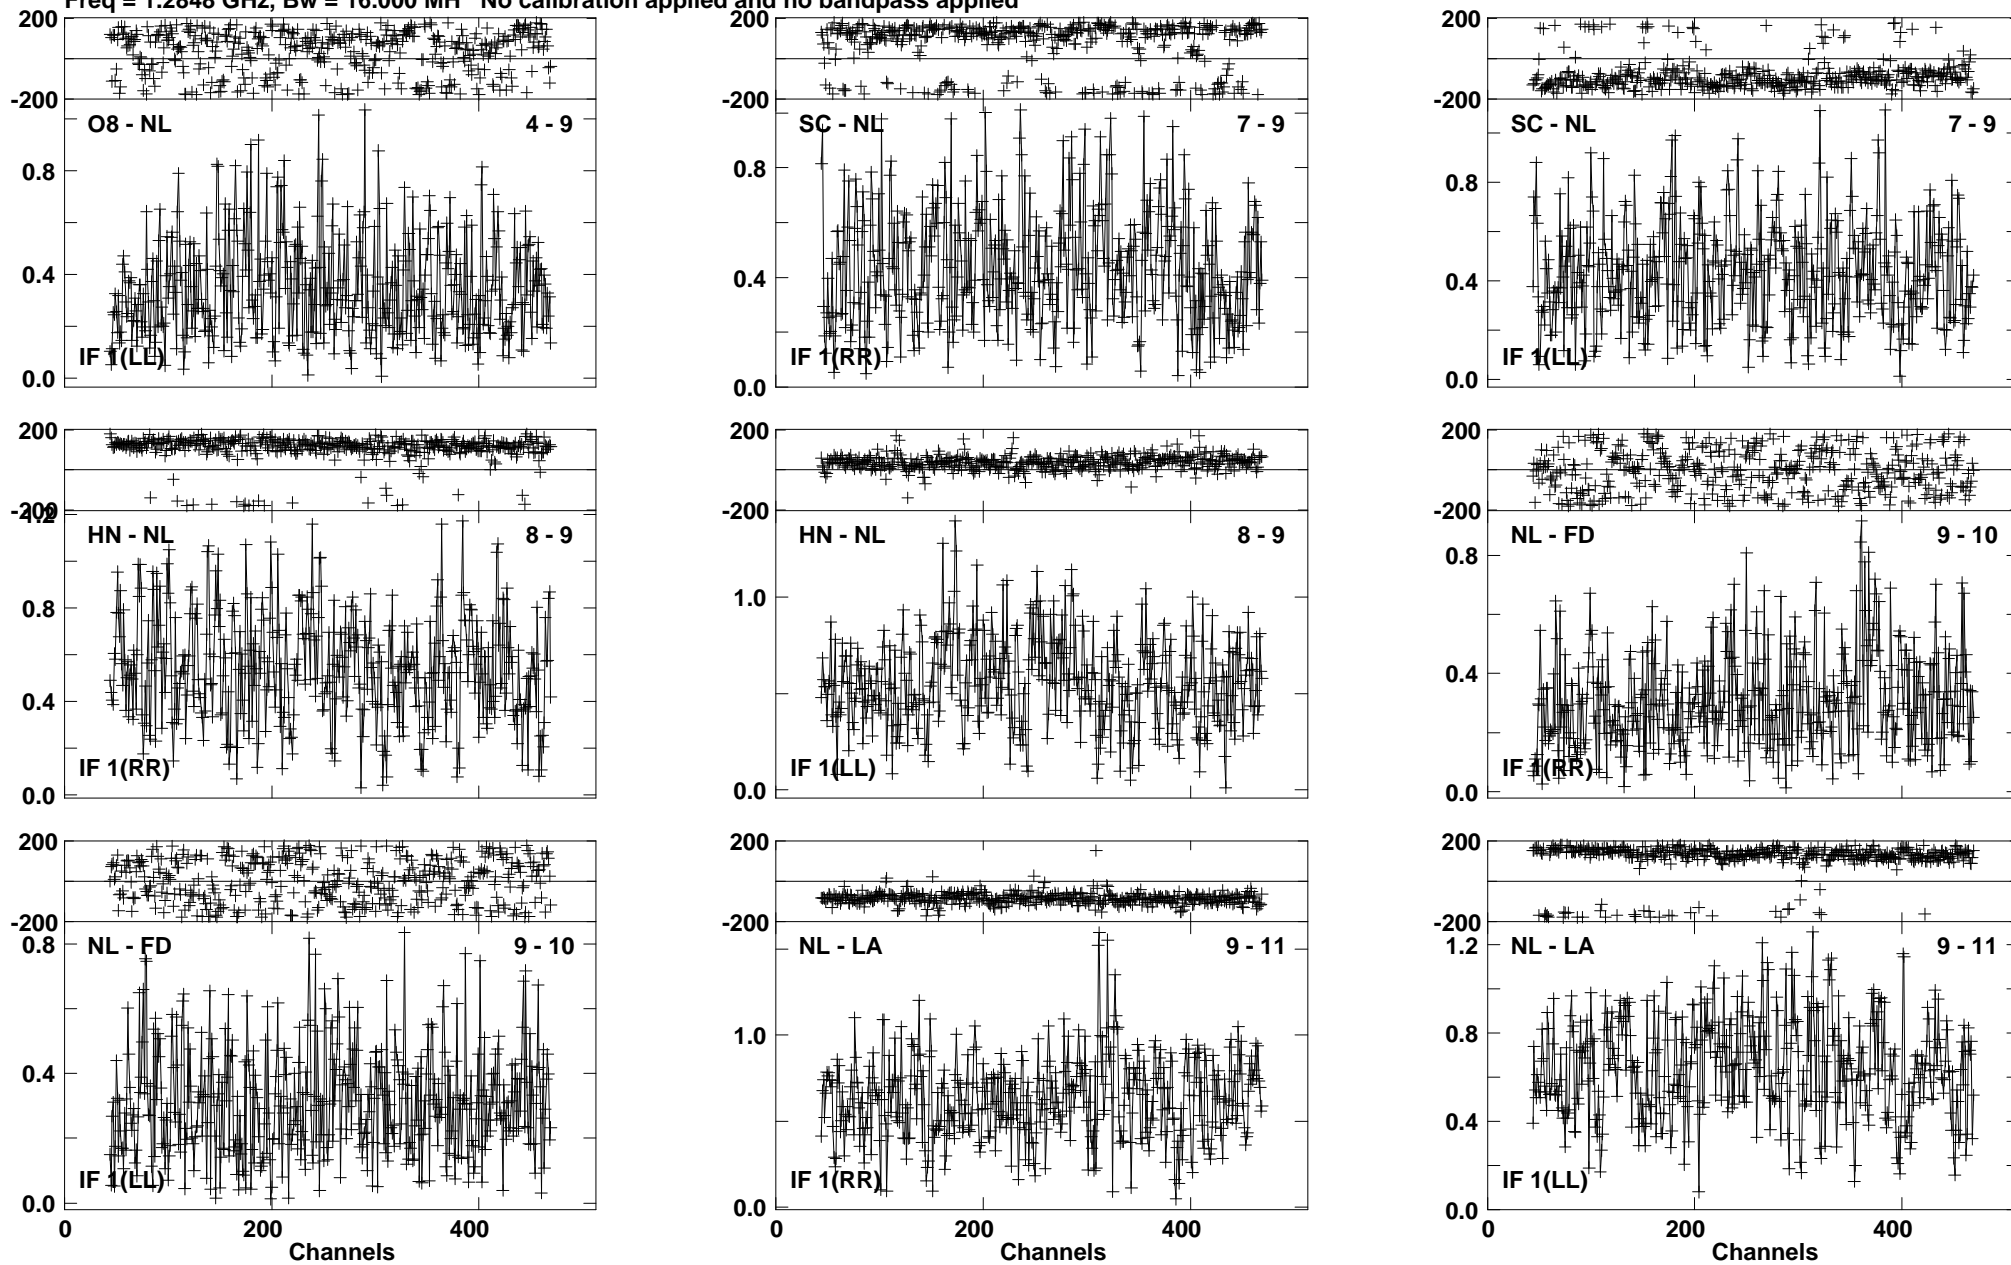 Freq = 1.2848 GHz, Bw = 16.000 MH No calibration applied and no bandpass applied
200
-200
O8 - NL 4 - 9
0.8
0.4
0.0
IF 1(LL)
200
-200
SC - NL 7 - 9
0.8
0.4
0.0
IF 1(RR)
200
-200
SC - NL 7 - 9
0.8
0.4
0.0
IF 1(LL)
200
-200
1.2
HN - NL 8 - 9
0.8
0.4
0.0
IF 1(RR)
200
-200
HN - NL 8 - 9
1.0
0.0
IF 1(LL)
200
-200
NL - FD 9 - 10
0.8
0.4
0.0
IF 1(RR)
200
-200
NL - FD 9 - 10
0.8
0.4
0.0
IF 1(LL)
0 200 400
Channels
200
-200
NL - LA 9 - 11
1.0
0.0
IF 1(RR)
200 400
Channels
200
-200
NL - LA 9 - 11
1.2
0.8
0.4
0.0
IF 1(LL)
0 200 400
Channels